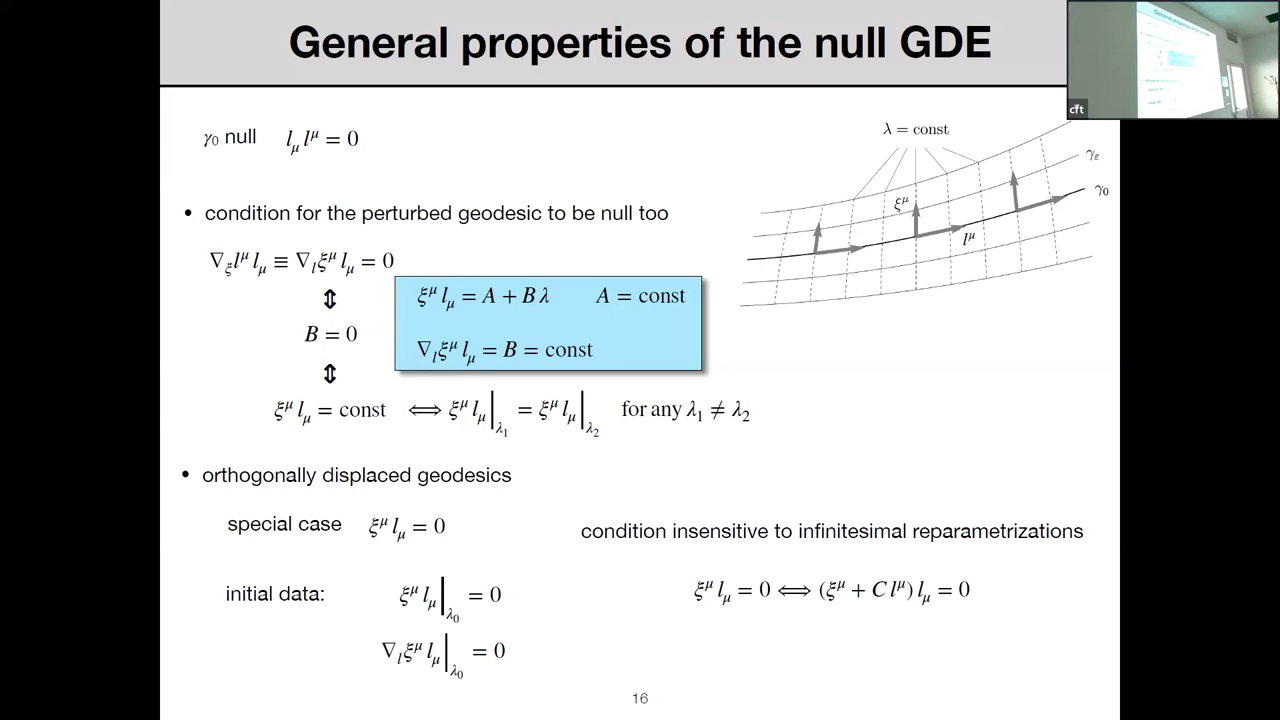 General properties of the null GDE
γ₀ null l_μ l^μ = 0
λ = const
γ_ε
γ₀
ξ^μ
l^μ
• condition for the perturbed geodesic to be null too
∇_ξ l^μ l_μ ≡ ∇_l ξ^μ l_μ = 0
⇕
ξ^μ l_μ = A + B λ A = const
B = 0
∇_l ξ^μ l_μ = B = const
⇕
ξ^μ l_μ = const ⟺ ξ^μ l_μ |_λ₁ = ξ^μ l_μ |_λ₂ for any λ₁ ≠ λ₂
• orthogonally displaced geodesics
special case ξ^μ l_μ = 0
condition insensitive to infinitesimal reparametrizations
initial data: ξ^μ l_μ |_λ₀ = 0
ξ^μ l_μ = 0 ⟺ (ξ^μ + C l^μ) l_μ = 0
∇_l ξ^μ l_μ |_λ₀ = 0
16
cft